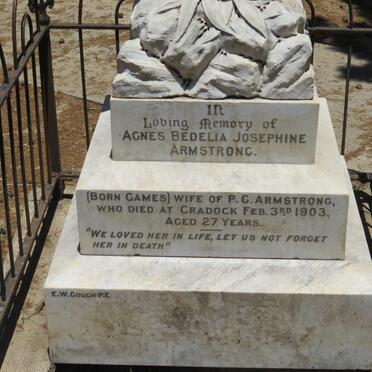 In
Loving Memory of
AGNES BEDELIA JOSEPHINE
ARMSTRONG.
(BORN GAMES) WIFE OF P. G. ARMSTRONG,
WHO DIED AT CRADOCK FEB. 3RD 1903,
AGED 27 YEARS.
"WE LOVED HER IN LIFE, LET US NOT FORGET
HER IN DEATH"
E. W. GOUGH P.E.